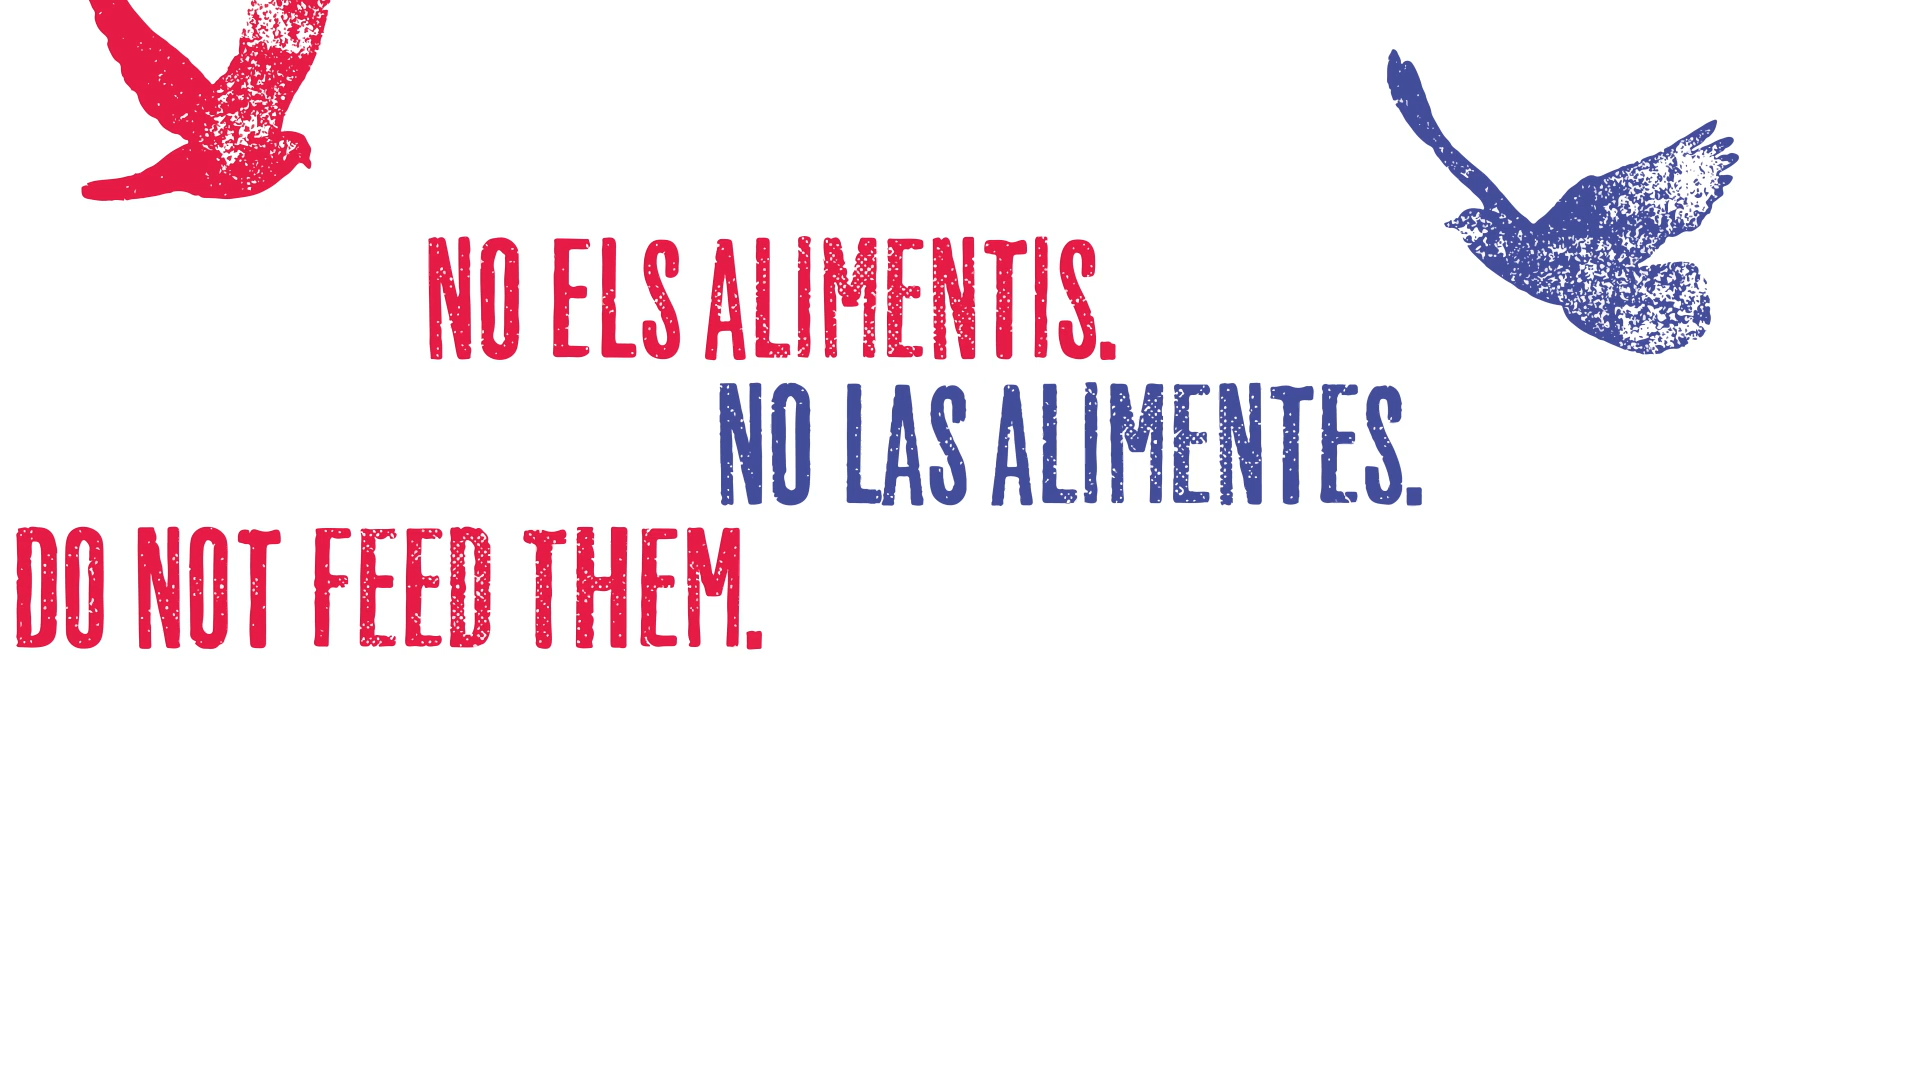 NO ELS ALIMENTIS.
NO LAS ALIMENTES.
DO NOT FEED THEM.